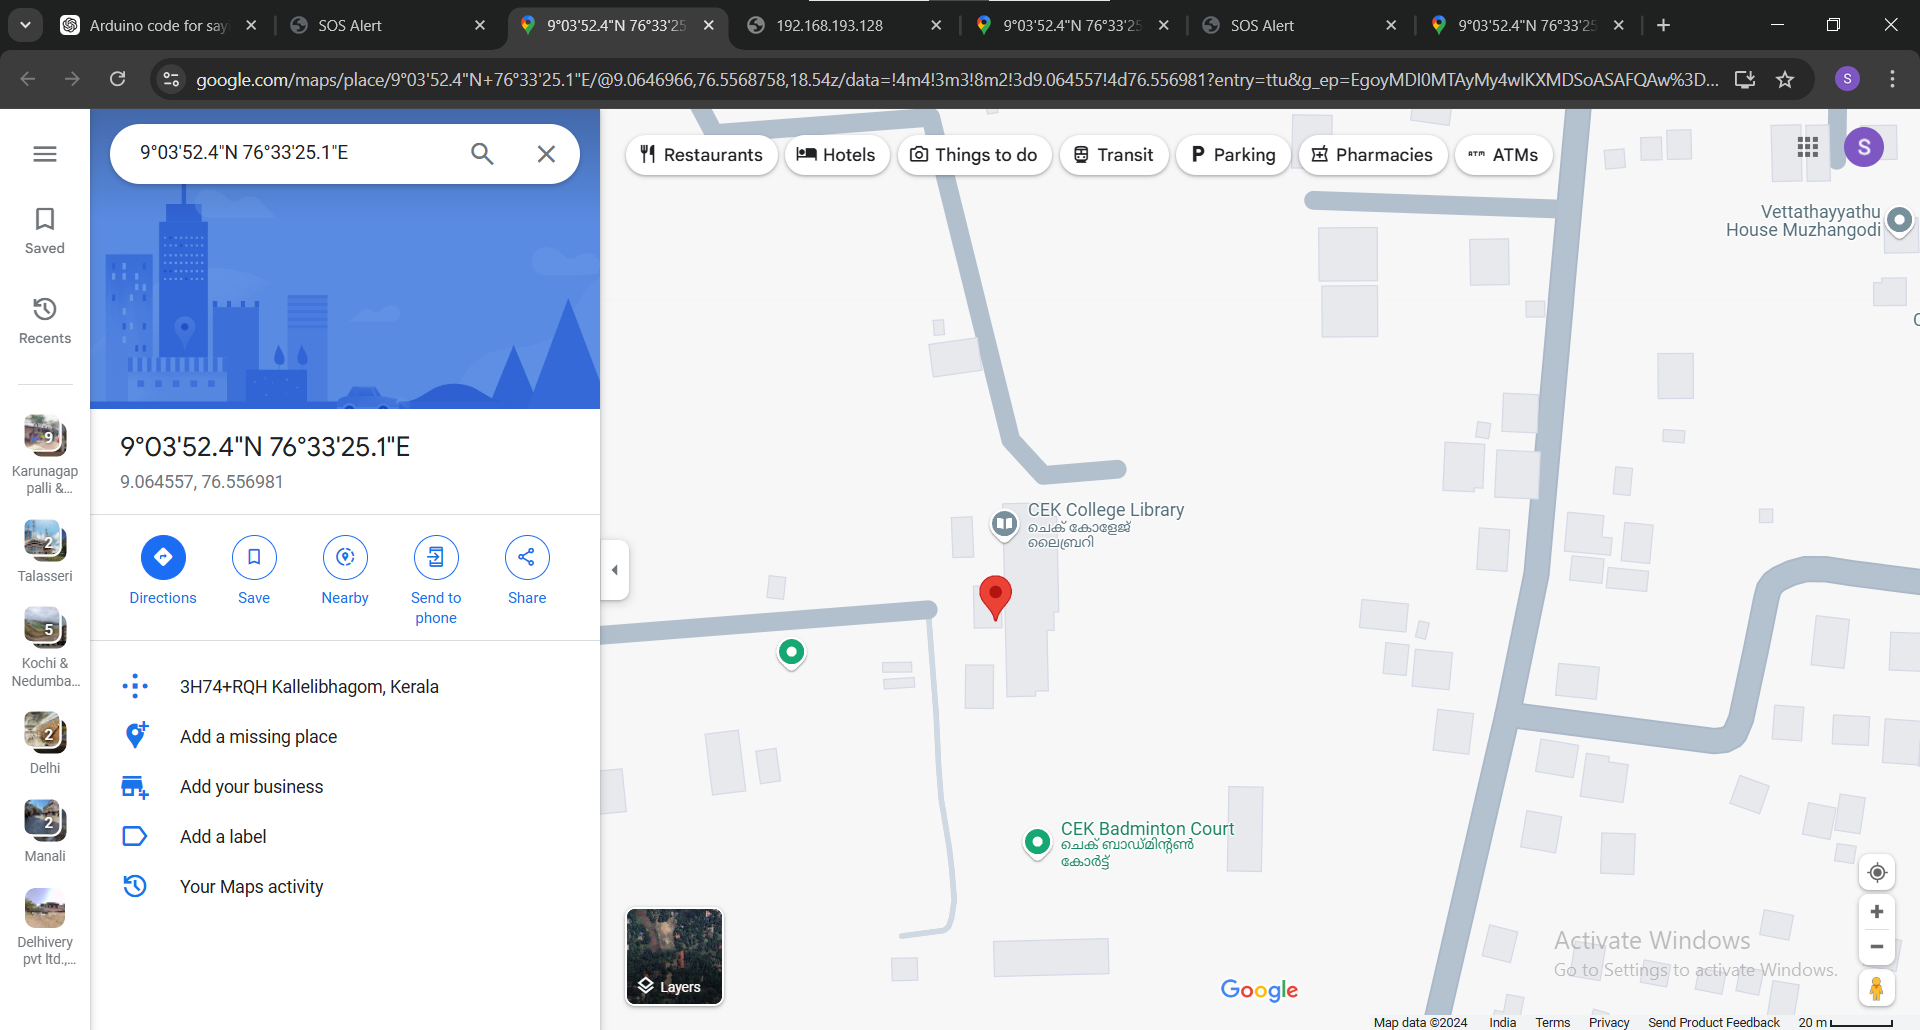 Arduino code for say
SOS Alert
9°03'52.4"N 76°33'25
192.168.193.128
9°03'52.4"N 76°33'25
SOS Alert
9°03'52.4"N 76°33'25
google.com/maps/place/9°03'52.4"N+76°33'25.1"E/@9.0646966,76.5568758,18.54z/data=!4m4!3m3!8m2!3d9.064557!4d76.556981?entry=ttu&g_ep=EgoyMDI0MTAyMy4wIKXMDSoASAFQAw%3D...
S
9°03'52.4"N 76°33'25.1"E
Restaurants
Hotels
Things to do
Transit
Parking
Pharmacies
ATM ATMs
S
Saved
Recents
9
Karunagap
palli &...
2
Talasseri
5
Kochi &
Nedumba...
2
Delhi
2
Manali
Delhivery
pvt ltd.,...
9°03'52.4"N 76°33'25.1"E
9.064557, 76.556981
Directions
Save
Nearby
Send to
phone
Share
3H74+RQH Kallelibhagom, Kerala
Add a missing place
Add your business
Add a label
Your Maps activity
Vettathayyathu
House Muzhangodi
CEK College Library
ചെക് കോളേജ്
ലൈബ്രറി
CEK Badminton Court
ചെക് ബാഡ്മിന്റൺ
കോർട്ട്
Layers
Google
Activate Windows
Go to Settings to activate Windows.
Map data ©2024
India
Terms
Privacy
Send Product Feedback
20 m